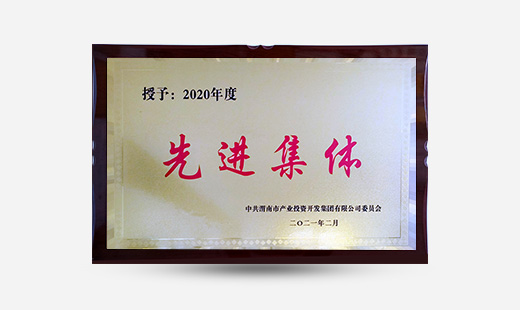 授予：2020年度
先进集体
中共渭南市产业投资开发集团有限公司委员会
二〇二一年二月